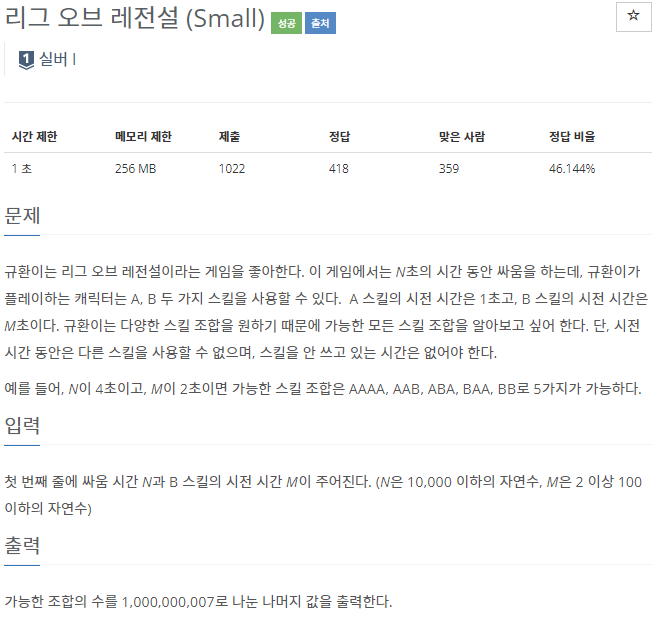 리그 오브 레전설 (Small) 성공 출처
☆
1 실버 I
시간 제한 메모리 제한 제출 정답 맞은 사람 정답 비율
1 초 256 MB 1022 418 359 46.144%
문제
규환이는 리그 오브 레전설이라는 게임을 좋아한다. 이 게임에서는 N초의 시간 동안 싸움을 하는데, 규환이가
플레이하는 캐릭터는 A, B 두 가지 스킬을 사용할 수 있다. A 스킬의 시전 시간은 1초고, B 스킬의 시전 시간은
M초이다. 규환이는 다양한 스킬 조합을 원하기 때문에 가능한 모든 스킬 조합을 알아보고 싶어 한다. 단, 시전
시간 동안은 다른 스킬을 사용할 수 없으며, 스킬을 안 쓰고 있는 시간은 없어야 한다.
예를 들어, N이 4초이고, M이 2초이면 가능한 스킬 조합은 AAAA, AAB, ABA, BAA, BB로 5가지가 가능하다.
입력
첫 번째 줄에 싸움 시간 N과 B 스킬의 시전 시간 M이 주어진다. (N은 10,000 이하의 자연수, M은 2 이상 100
이하의 자연수)
출력
가능한 조합의 수를 1,000,000,007로 나눈 나머지 값을 출력한다.